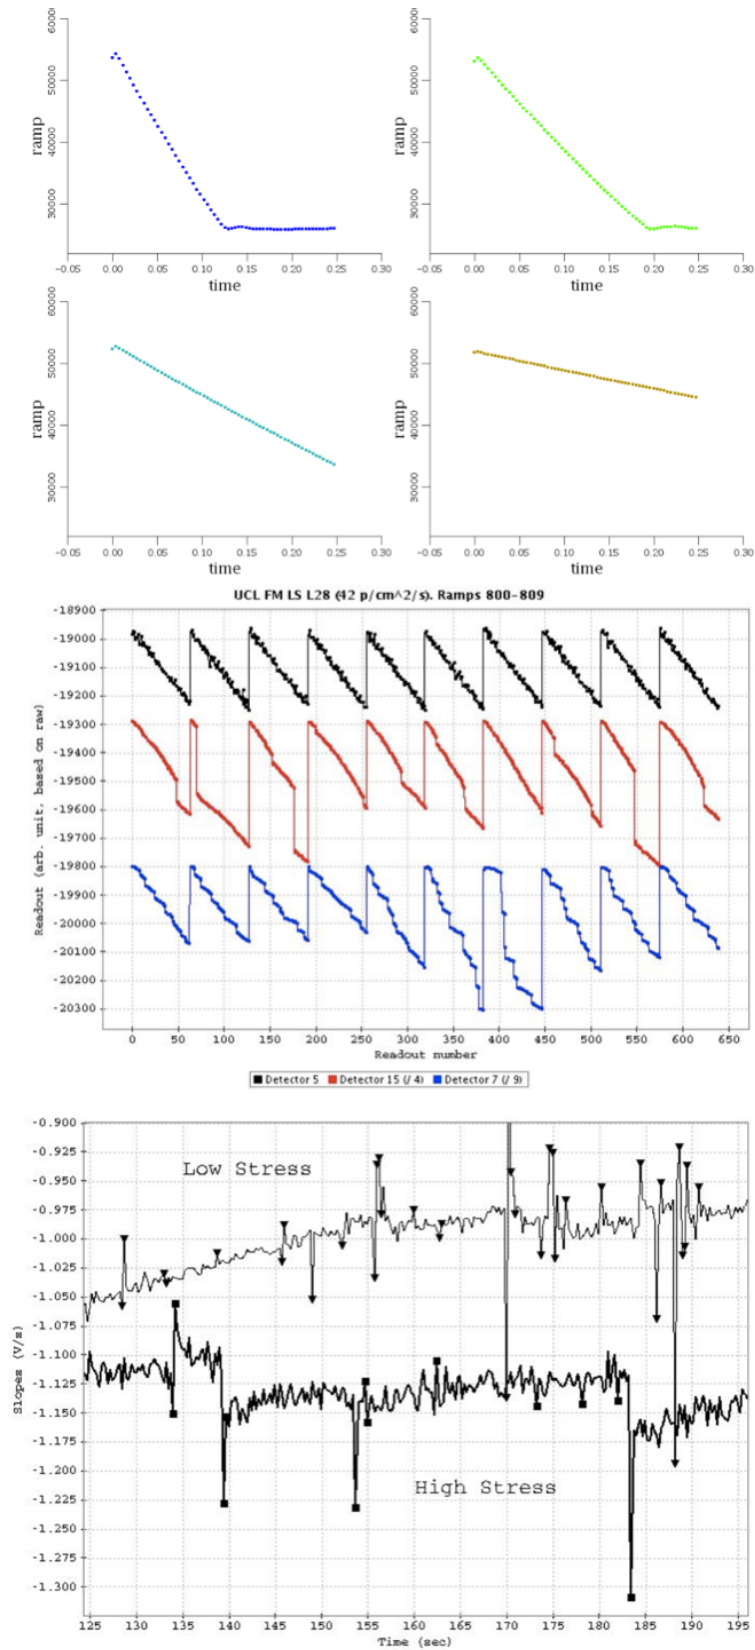 60000
50000
40000
30000
ramp
-0.05 0.00 0.05 0.10 0.15 0.20 0.25 0.30
time
50000
40000
30000
ramp
-0.05 0.00 0.05 0.10 0.15 0.20 0.25 0.30
time
60000
50000
40000
30000
ramp
-0.05 0.00 0.05 0.10 0.15 0.20 0.25 0.30
time
60000
50000
40000
30000
ramp
-0.05 0.00 0.05 0.10 0.15 0.20 0.25 0.30
time
UCL FM LS L28 (42 p/cm^2/s). Ramps 800-809
-18900
-19000
-19100
-19200
-19300
-19400
-19500
-19600
-19700
-19800
-19900
-20000
-20100
-20200
-20300
Readout (arb. unit, based on raw)
0 50 100 150 200 250 300 350 400 450 500 550 600 650
Readout number
Detector 5 Detector 15 (/ 4) Detector 7 (/ 9)
-0.900
-0.925
-0.950
-0.975
-1.000
-1.025
-1.050
-1.075
-1.100
-1.125
-1.150
-1.175
-1.200
-1.225
-1.250
-1.275
-1.300
Slopes (V/s)
Low Stress
High Stress
125 130 135 140 145 150 155 160 165 170 175 180 185 190 195
Time (sec)